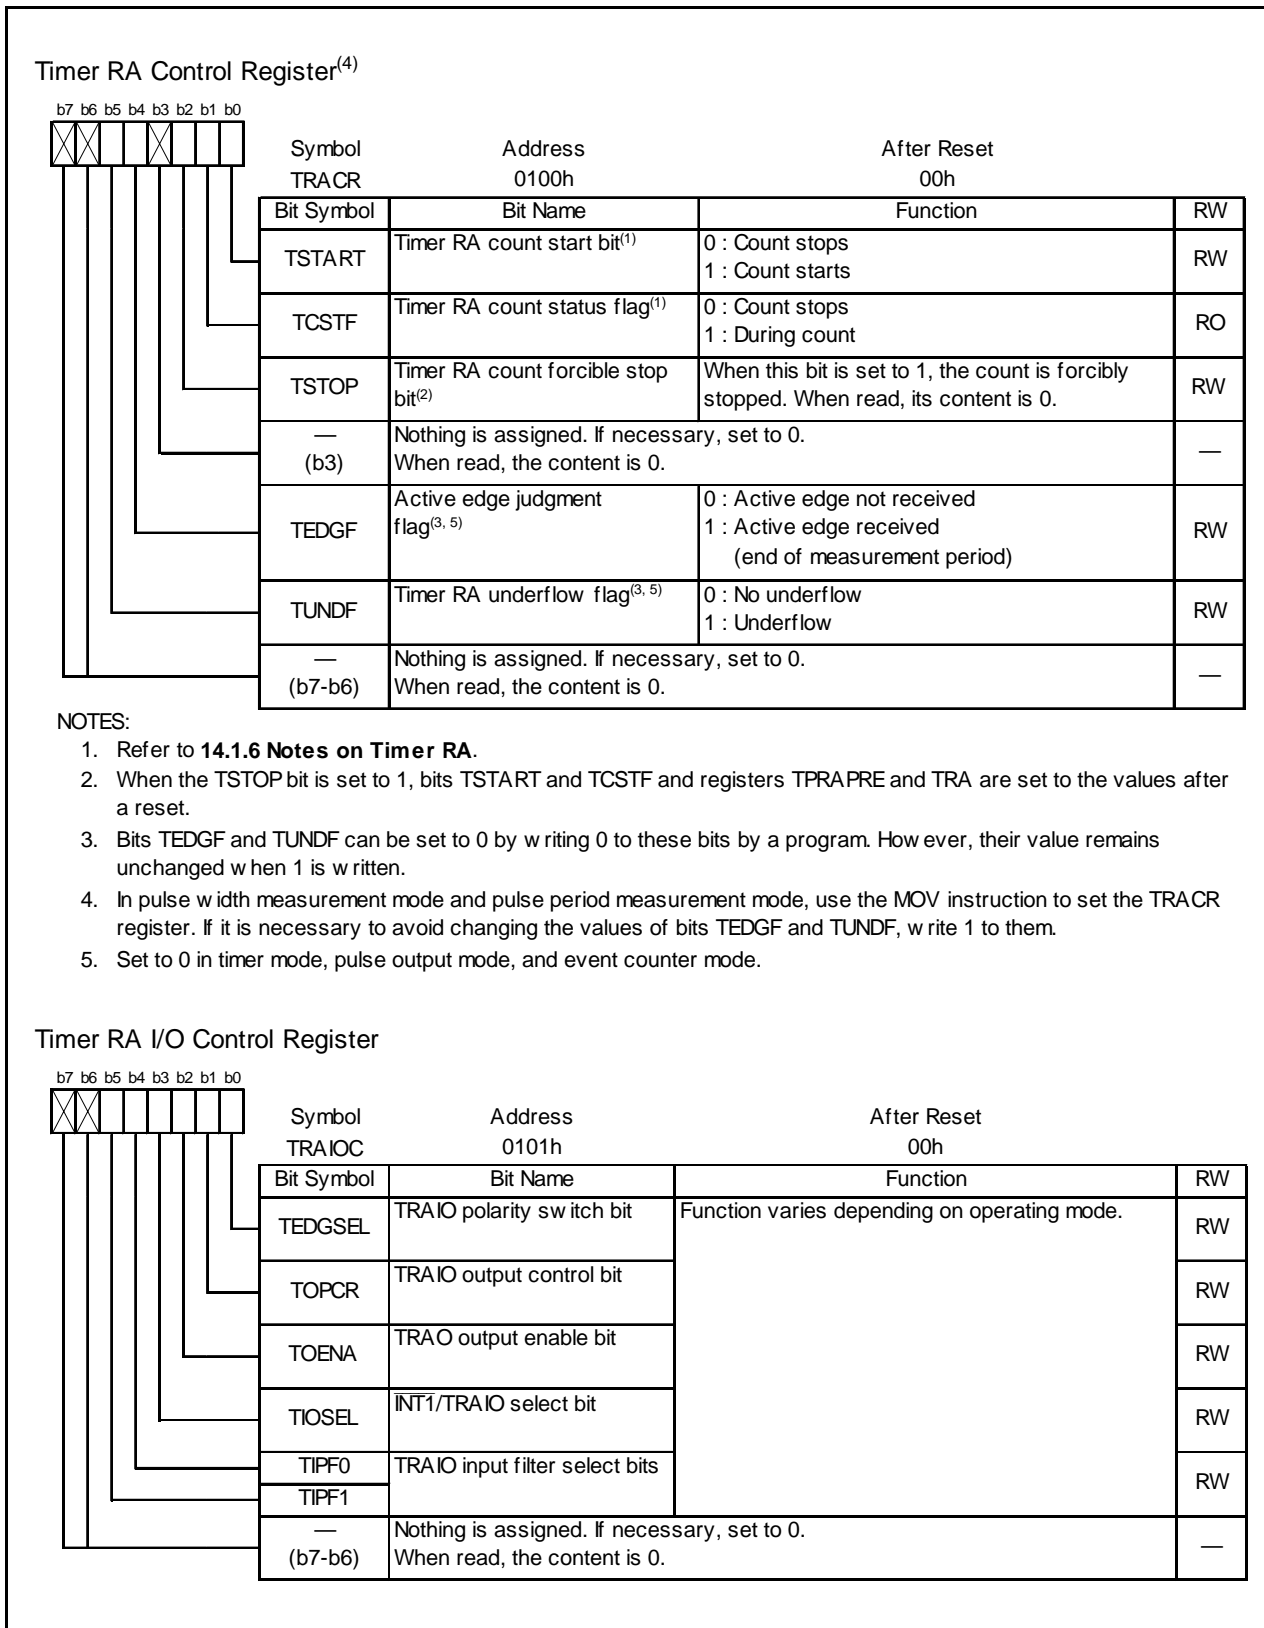 Timer RA Control Register(4)
b7 b6 b5 b4 b3 b2 b1 b0
Symbol Address After Reset
TRACR 0100h 00h
Bit Symbol Bit Name Function RW
TSTART Timer RA count start bit(1) 0 : Count stops RW
1 : Count starts
TCSTF Timer RA count status flag(1) 0 : Count stops RO
1 : During count
TSTOP Timer RA count forcible stop When this bit is set to 1, the count is forcibly RW
bit(2) stopped. When read, its content is 0.
— Nothing is assigned. If necessary, set to 0. —
(b3) When read, the content is 0.
TEDGF Active edge judgment 0 : Active edge not received RW
flag(3, 5) 1 : Active edge received
(end of measurement period)
TUNDF Timer RA underflow flag(3, 5) 0 : No underflow RW
1 : Underflow
— Nothing is assigned. If necessary, set to 0. —
(b7-b6) When read, the content is 0.
NOTES:
1. Refer to 14.1.6 Notes on Timer RA.
2. When the TSTOP bit is set to 1, bits TSTART and TCSTF and registers TPRAPRE and TRA are set to the values after
a reset.
3. Bits TEDGF and TUNDF can be set to 0 by writing 0 to these bits by a program. However, their value remains
unchanged when 1 is written.
4. In pulse width measurement mode and pulse period measurement mode, use the MOV instruction to set the TRACR
register. If it is necessary to avoid changing the values of bits TEDGF and TUNDF, write 1 to them.
5. Set to 0 in timer mode, pulse output mode, and event counter mode.
Timer RA I/O Control Register
b7 b6 b5 b4 b3 b2 b1 b0
Symbol Address After Reset
TRAIOC 0101h 00h
Bit Symbol Bit Name Function RW
TEDGSEL TRAIO polarity switch bit Function varies depending on operating mode. RW
TOPCR TRAIO output control bit RW
TOENA TRAO output enable bit RW
TIOSEL INT1/TRAIO select bit RW
TIPF0 TRAIO input filter select bits RW
TIPF1
— Nothing is assigned. If necessary, set to 0. —
(b7-b6) When read, the content is 0.